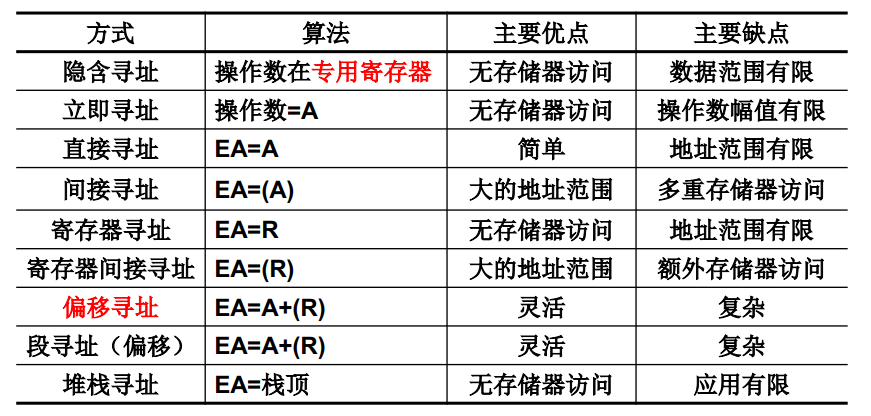 方式 算法 主要优点 主要缺点
隐含寻址 操作数在专用寄存器 无存储器访问 数据范围有限
立即寻址 操作数=A 无存储器访问 操作数幅值有限
直接寻址 EA=A 简单 地址范围有限
间接寻址 EA=(A) 大的地址范围 多重存储器访问
寄存器寻址 EA=R 无存储器访问 地址范围有限
寄存器间接寻址 EA=(R) 大的地址范围 额外存储器访问
偏移寻址 EA=A+(R) 灵活 复杂
段寻址（偏移） EA=A+(R) 灵活 复杂
堆栈寻址 EA=栈顶 无存储器访问 应用有限